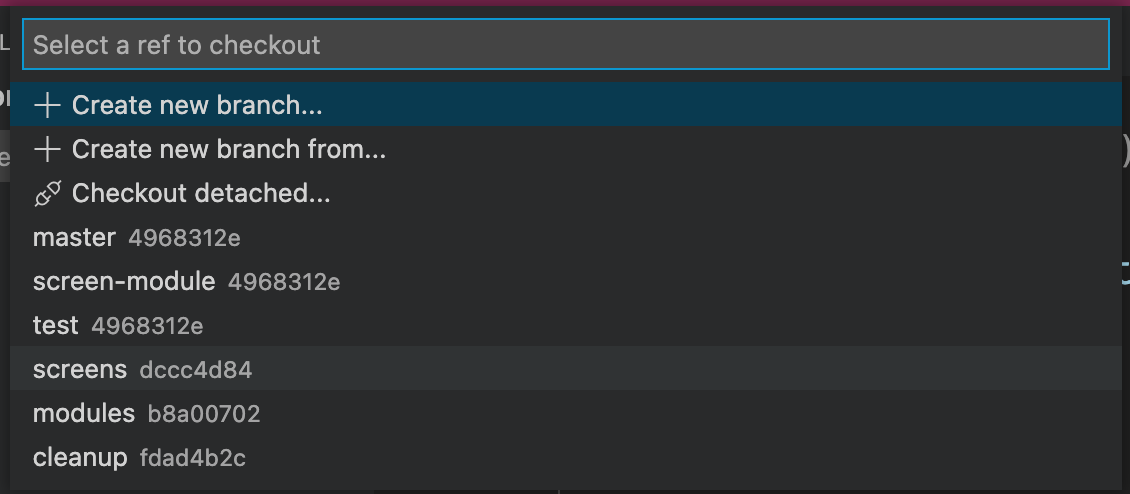 Select a ref to checkout
Create new branch...
Create new branch from...
Checkout detached...
master 4968312e
screen-module 4968312e
test 4968312e
screens dccc4d84
modules b8a00702
cleanup fdad4b2c